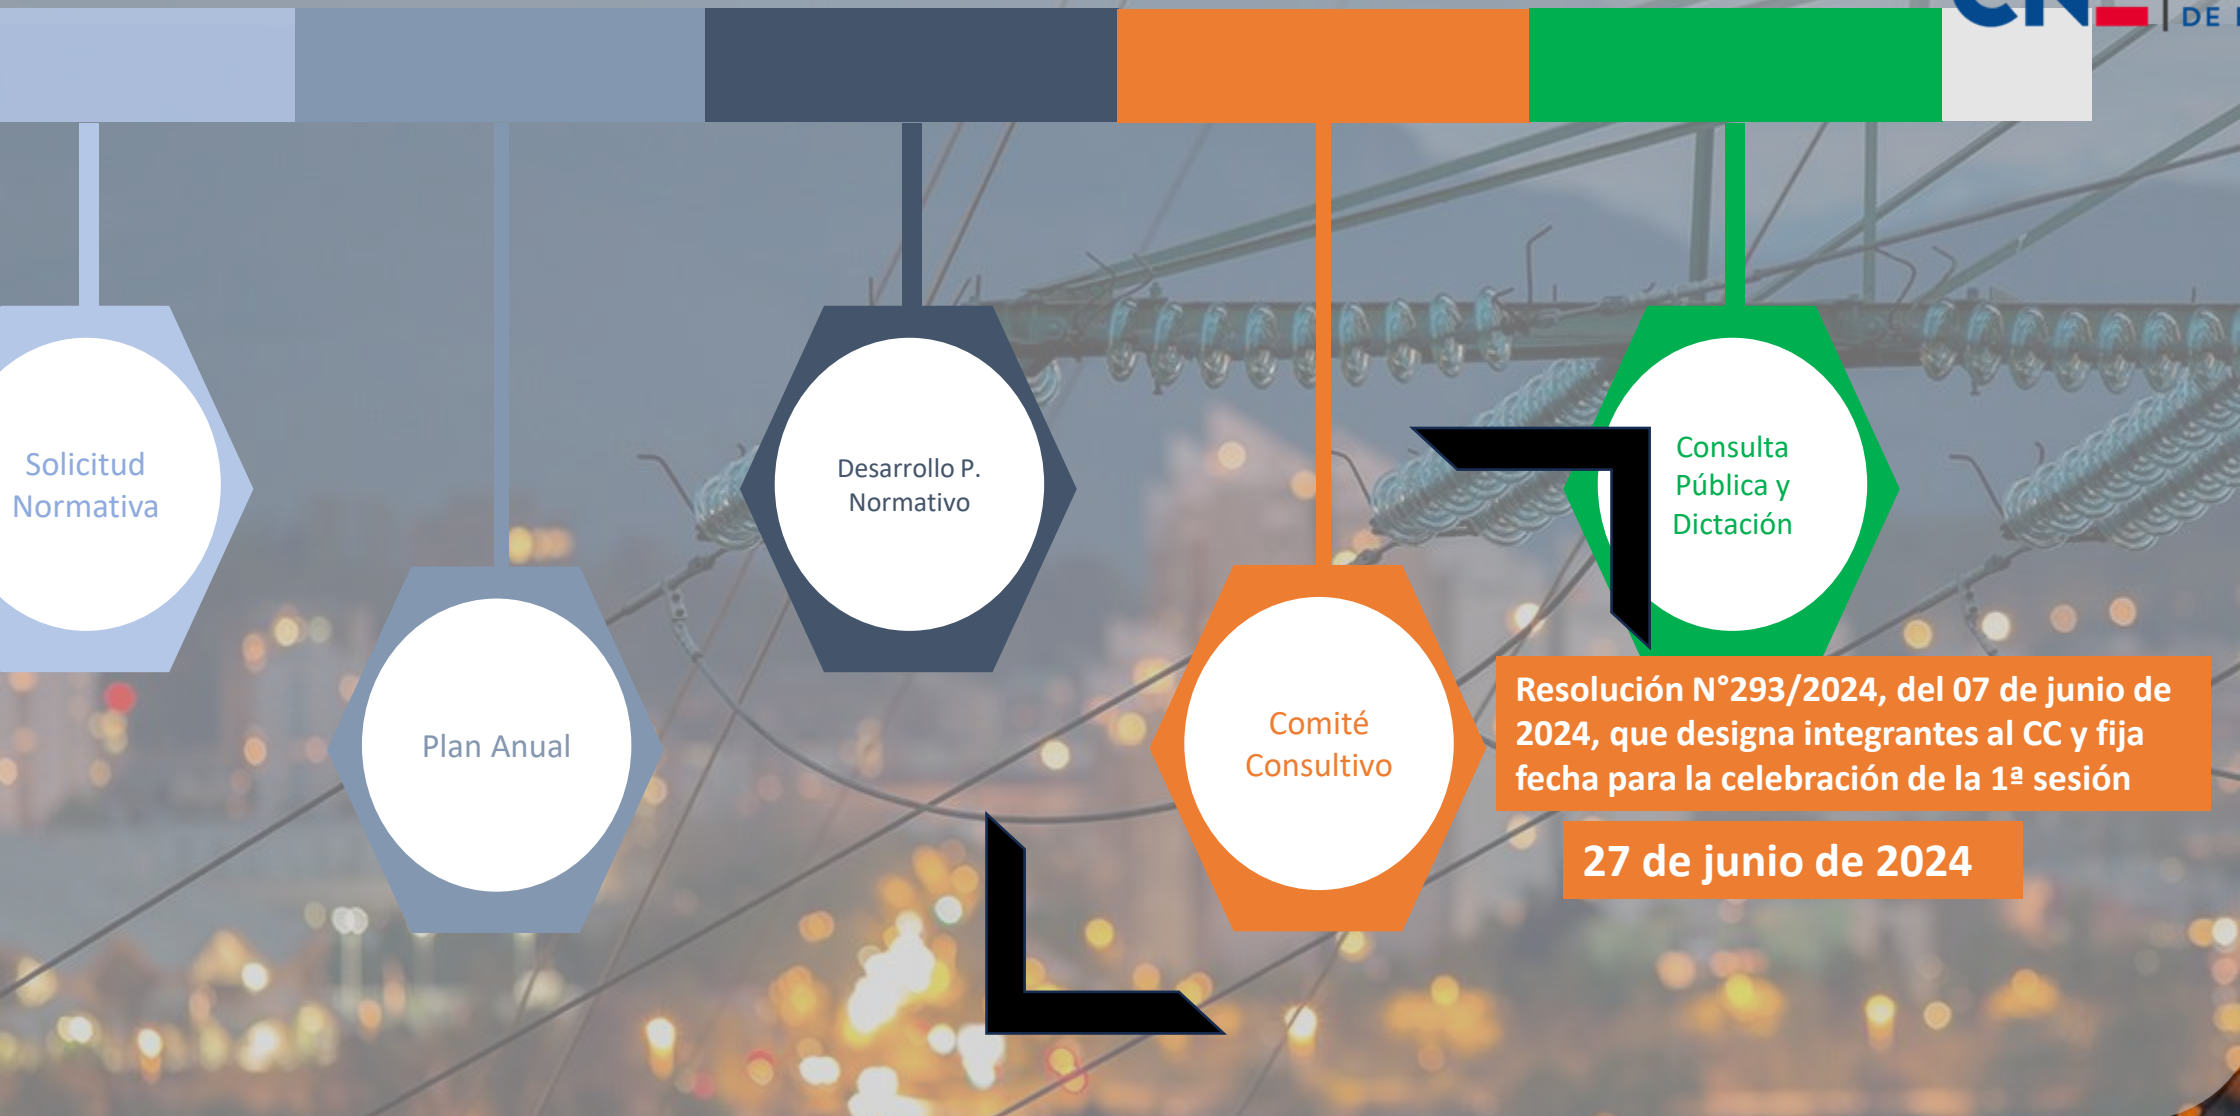 CNE
DE
Solicitud
Normativa
Plan Anual
Desarrollo P.
Normativo
Comité
Consultivo
Consulta
Pública y
Dictación
Resolución N°293/2024, del 07 de junio de
2024, que designa integrantes al CC y fija
fecha para la celebración de la 1ª sesión
27 de junio de 2024